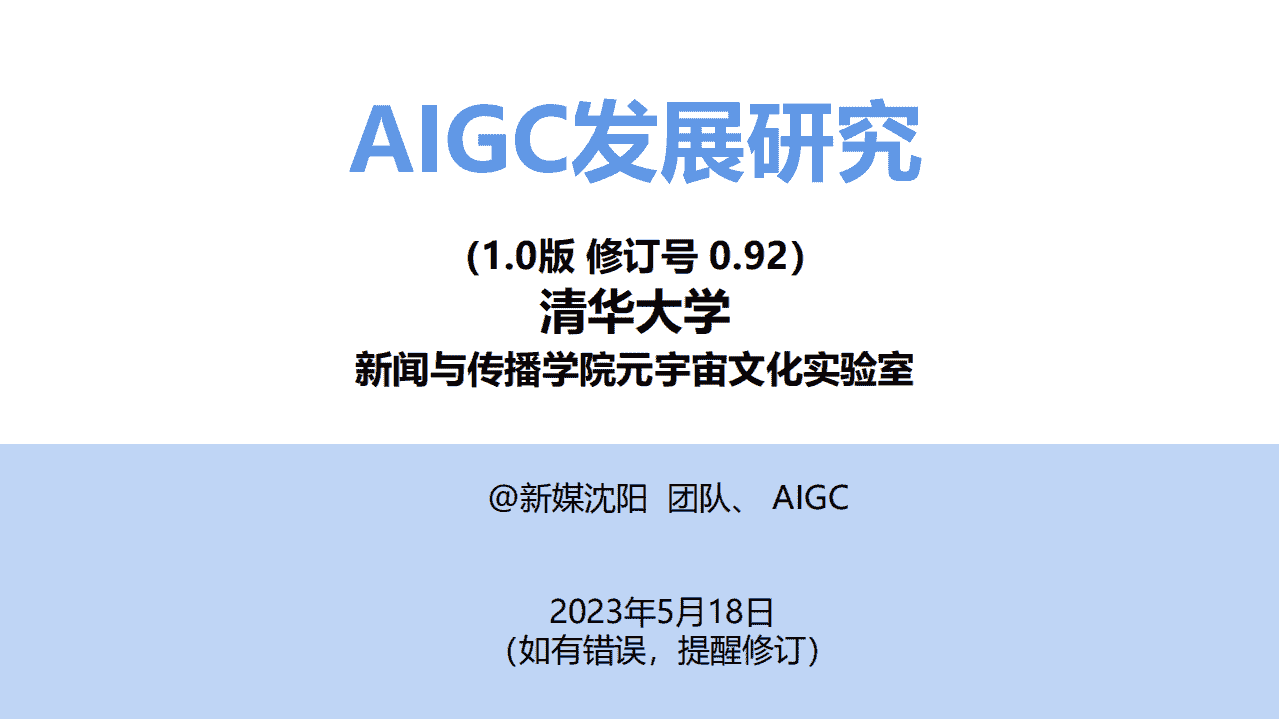 AIGC发展研究
（1.0版 修订号 0.92）
清华大学
新闻与传播学院元宇宙文化实验室
@新媒沈阳 团队、 AIGC
2023年5月18日
（如有错误，提醒修订）